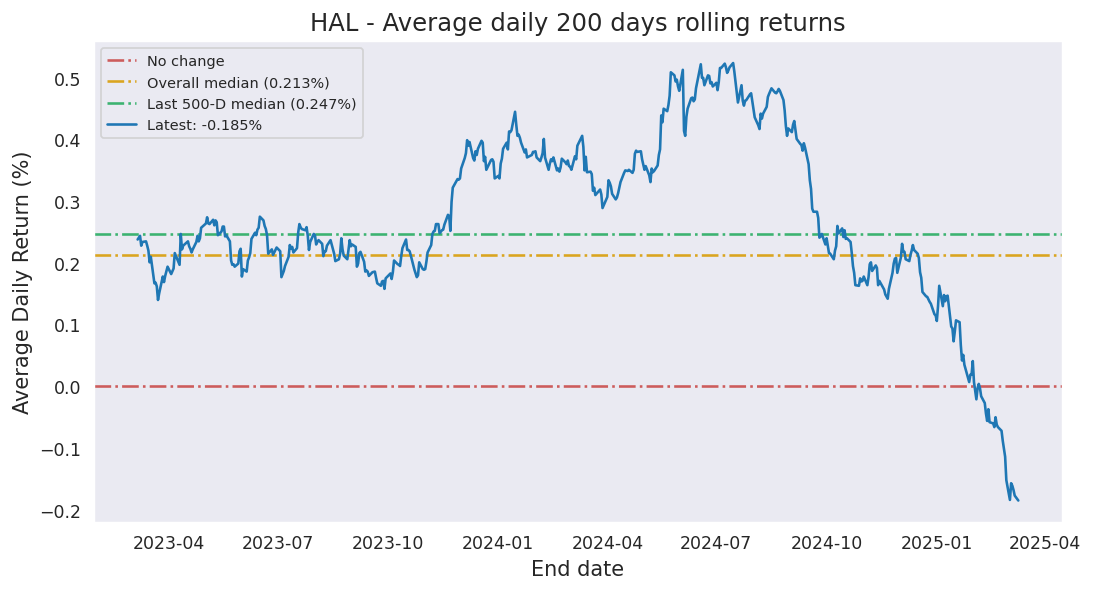 HAL - Average daily 200 days rolling returns
No change
Overall median (0.213%)
Last 500-D median (0.247%)
Latest: -0.185%
Average Daily Return (%)
0.5
0.4
0.3
0.2
0.1
0.0
−0.1
−0.2
2023-04 2023-07 2023-10 2024-01 2024-04 2024-07 2024-10 2025-01 2025-04
End date